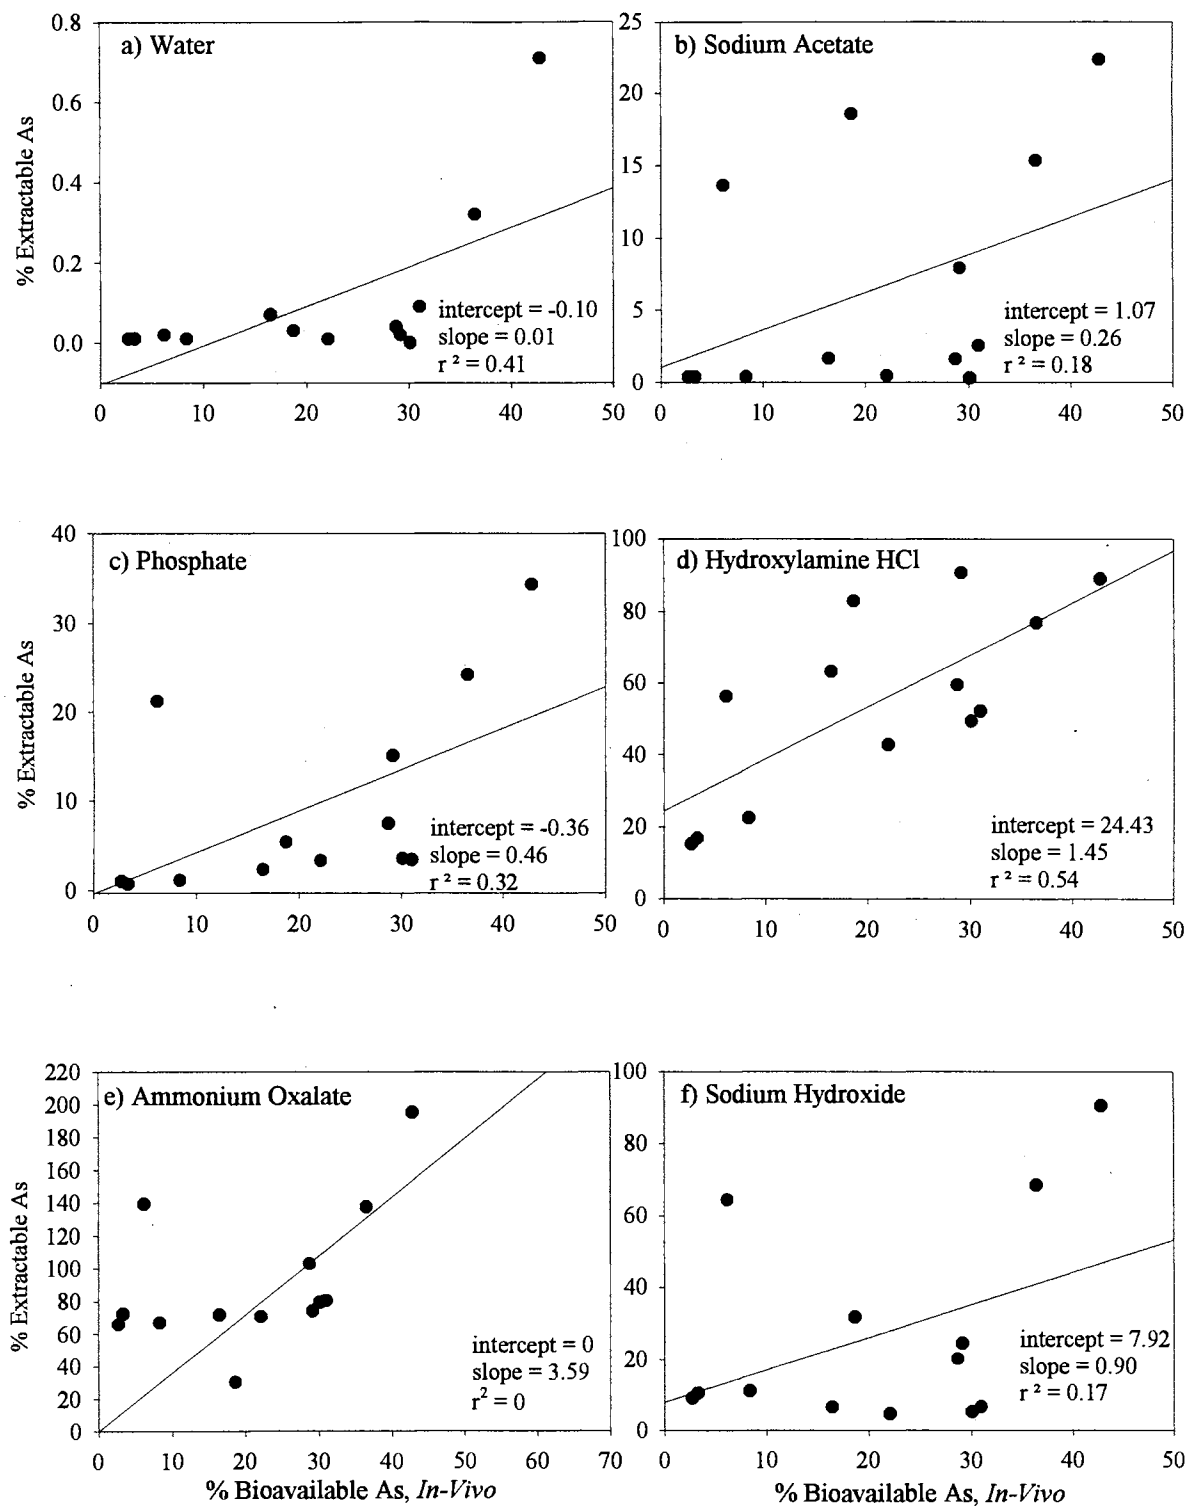 a) Water
% Extractable As
0.8
0.6
0.4
0.2
0.0
intercept = -0.10
slope = 0.01
r ² = 0.41
0 10 20 30 40 50
b) Sodium Acetate
25
20
15
10
5
0
intercept = 1.07
slope = 0.26
r ² = 0.18
0 10 20 30 40 50
c) Phosphate
% Extractable As
40
30
20
10
0
intercept = -0.36
slope = 0.46
r ² = 0.32
0 10 20 30 40 50
d) Hydroxylamine HCl
100
80
60
40
20
0
intercept = 24.43
slope = 1.45
r ² = 0.54
0 10 20 30 40 50
e) Ammonium Oxalate
% Extractable As
220
200
180
160
140
120
100
80
60
40
20
0
intercept = 0
slope = 3.59
r² = 0
0 10 20 30 40 50 60 70
% Bioavailable As, In-Vivo
f) Sodium Hydroxide
100
80
60
40
20
0
intercept = 7.92
slope = 0.90
r ² = 0.17
0 10 20 30 40 50
% Bioavailable As, In-Vivo